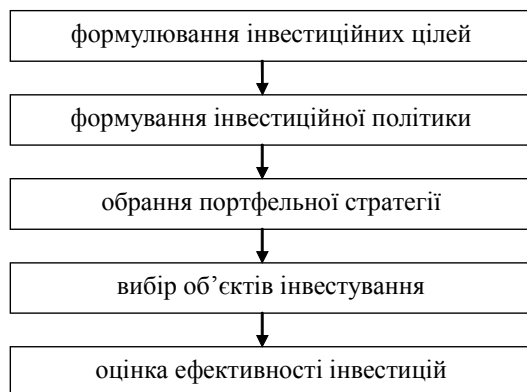 формулювання інвестиційних цілей
формування інвестиційної політики
обрання портфельної стратегії
вибір об’єктів інвестування
оцінка ефективності інвестицій